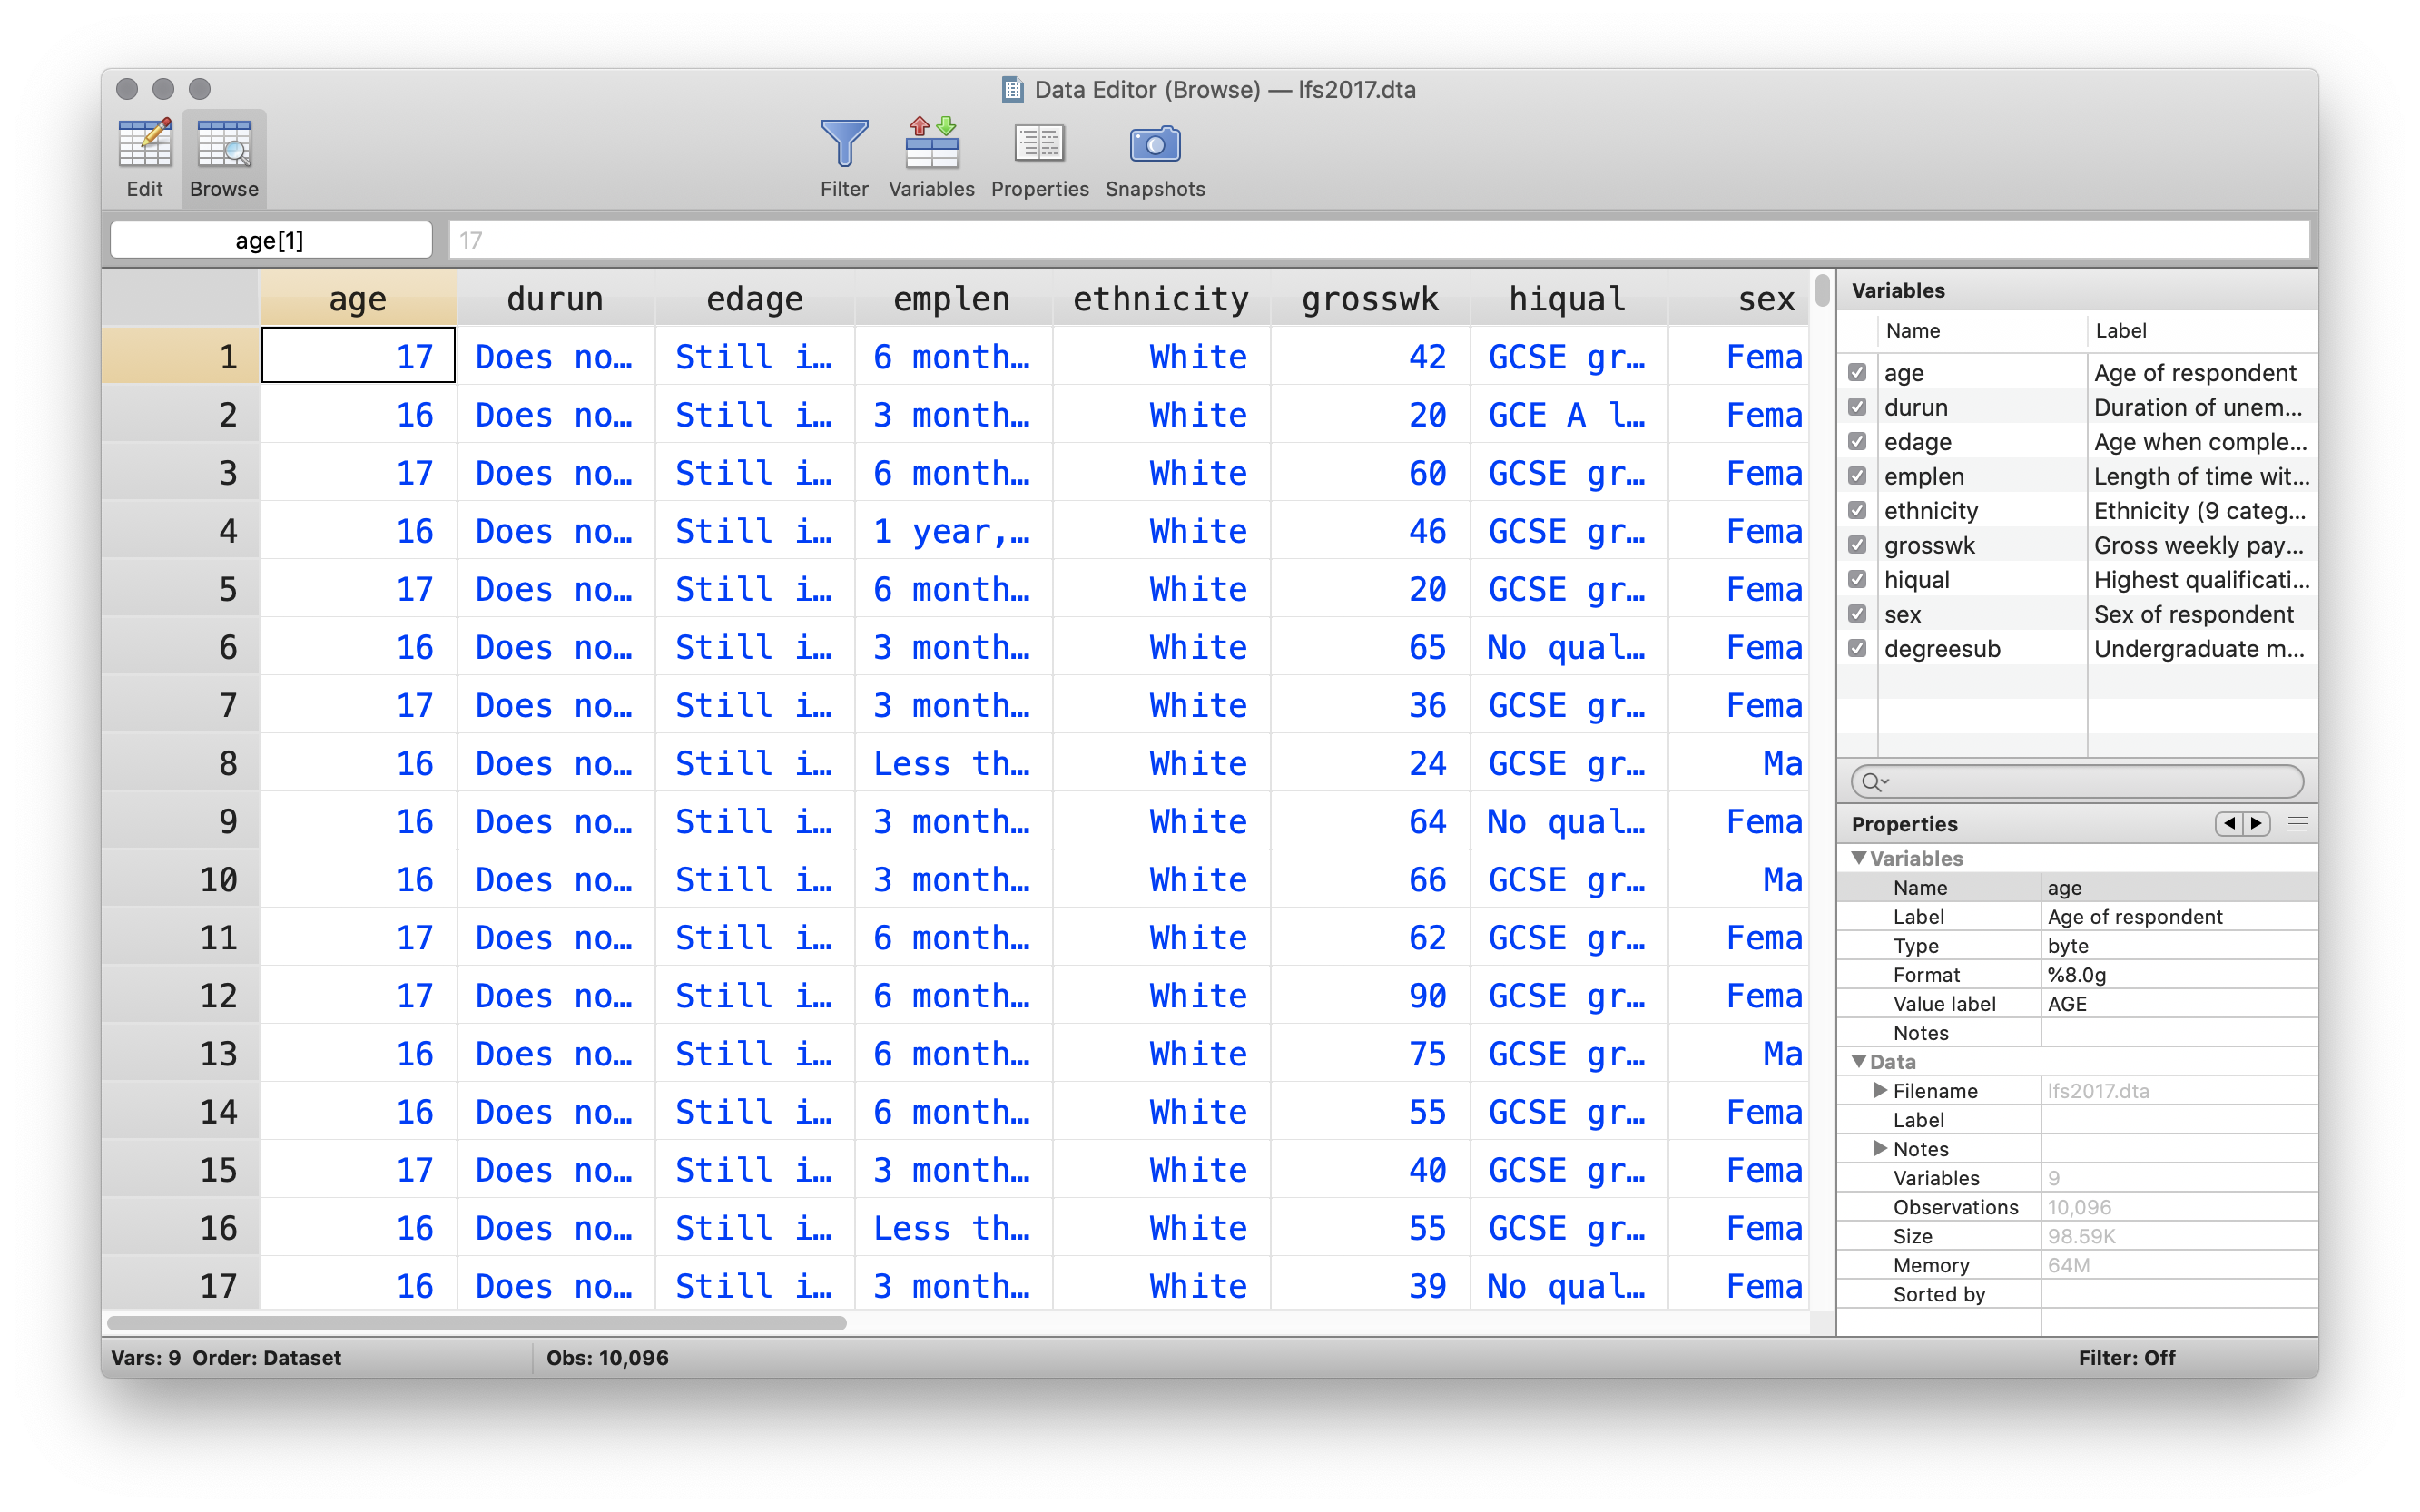 Data Editor (Browse) — lfs2017.dta
Edit Browse Filter Variables Properties Snapshots
age[1] 17
age durun edage emplen ethnicity grosswk hiqual sex
1 17 Does no… Still i… 6 month… White 42 GCSE gr… Fema
2 16 Does no… Still i… 3 month… White 20 GCE A l… Fema
3 17 Does no… Still i… 6 month… White 60 GCSE gr… Fema
4 16 Does no… Still i… 1 year,… White 46 GCSE gr… Fema
5 17 Does no… Still i… 6 month… White 20 GCSE gr… Fema
6 16 Does no… Still i… 3 month… White 65 No qual… Fema
7 17 Does no… Still i… 3 month… White 36 GCSE gr… Fema
8 16 Does no… Still i… Less th… White 24 GCSE gr… Ma
9 16 Does no… Still i… 3 month… White 64 No qual… Fema
10 16 Does no… Still i… 3 month… White 66 GCSE gr… Ma
11 17 Does no… Still i… 6 month… White 62 GCSE gr… Fema
12 17 Does no… Still i… 6 month… White 90 GCSE gr… Fema
13 16 Does no… Still i… 6 month… White 75 GCSE gr… Ma
14 16 Does no… Still i… 6 month… White 55 GCSE gr… Fema
15 17 Does no… Still i… 3 month… White 40 GCSE gr… Fema
16 16 Does no… Still i… Less th… White 55 GCSE gr… Fema
17 16 Does no… Still i… 3 month… White 39 No qual… Fema
Variables
Name Label
age Age of respondent
durun Duration of unem…
edage Age when comple…
emplen Length of time wit…
ethnicity Ethnicity (9 categ…
grosswk Gross weekly pay…
hiqual Highest qualificati…
sex Sex of respondent
degreesub Undergraduate m…
Properties
Variables
Name age
Label Age of respondent
Type byte
Format %8.0g
Value label AGE
Notes
Data
Filename lfs2017.dta
Label
Notes
Variables 9
Observations 10,096
Size 98.59K
Memory 64M
Sorted by
Vars: 9 Order: Dataset Obs: 10,096 Filter: Off